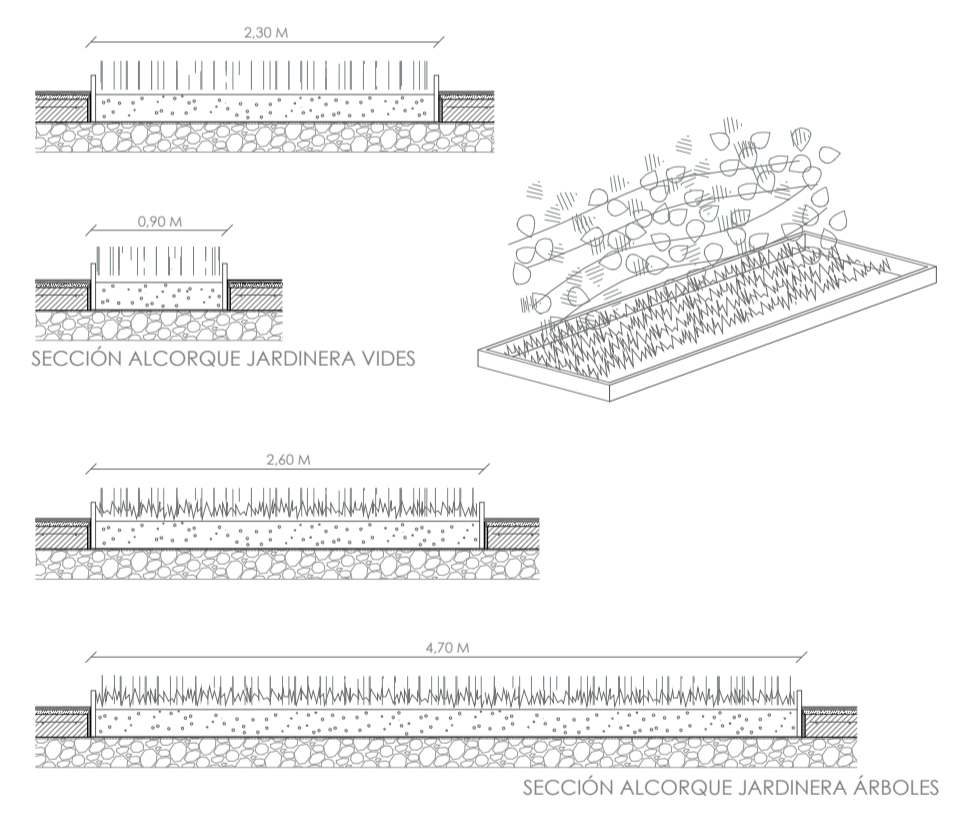 2,30 M
0,90 M
SECCIÓN ALCORQUE JARDINERA VIDES
2,60 M
4,70 M
SECCIÓN ALCORQUE JARDINERA ÁRBOLES